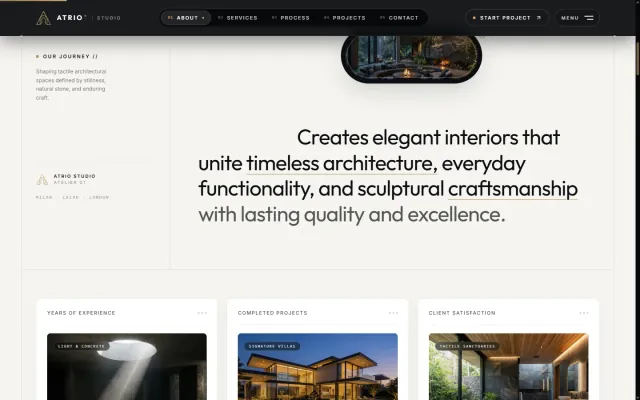 ATRIO
STUDIO
01 ABOUT
02 SERVICES
03 PROCESS
04 PROJECTS
05 CONTACT
START PROJECT
MENU
OUR JOURNEY //
Shaping tactile architectural
spaces defined by stillness,
natural stone, and enduring
craft.
ATRIO STUDIO
ATELIER 01
Creates elegant interiors that
unite timeless architecture, everyday
functionality, and sculptural craftsmanship
with lasting quality and excellence.
YEARS OF EXPERIENCE
COMPLETED PROJECTS
CLIENT SATISFACTION
LIGHT & CONCRETE
SIGNATURE VILLAS
TACTILE SANCTUARIES